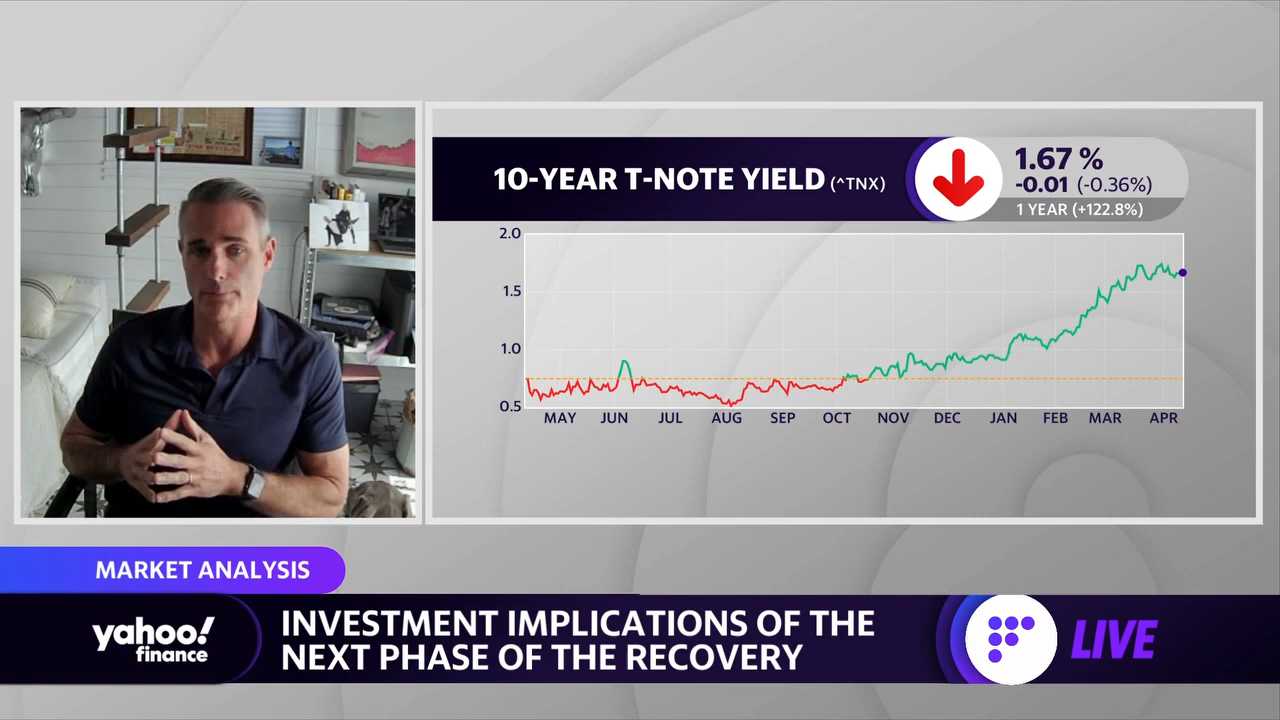 10-YEAR T-NOTE YIELD (^TNX)
1.67 %
-0.01 (-0.36%)
1 YEAR (+122.8%)
2.0
1.5
1.0
0.5
MAY JUN JUL AUG SEP OCT NOV DEC JAN FEB MAR APR
MARKET ANALYSIS
yahoo!
finance
INVESTMENT IMPLICATIONS OF THE
NEXT PHASE OF THE RECOVERY
LIVE